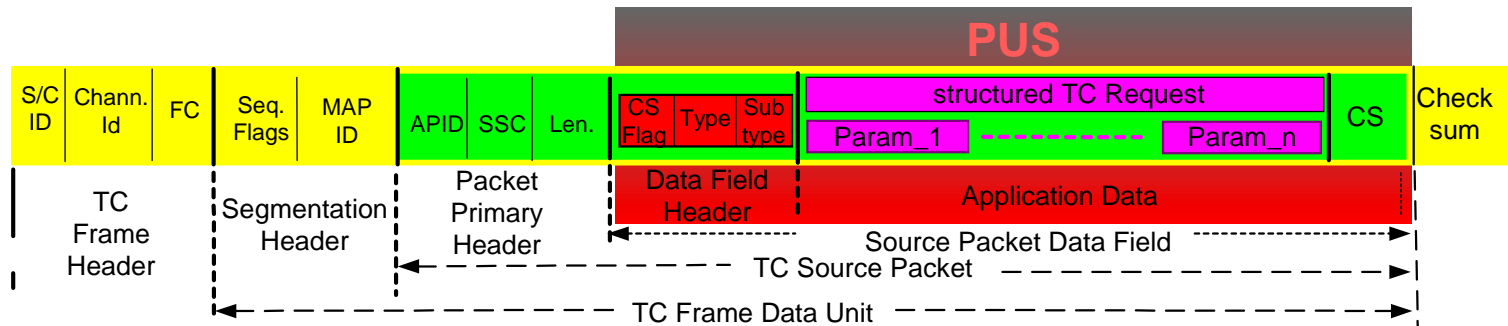 PUS
S/C
ID
Chann.
Id
FC
Seq.
Flags
MAP
ID
APID
SSC
Len.
CS
Flag
Type
Sub
type
structured TC Request
Param_1
Param_n
CS
Check
sum
TC
Frame
Header
Segmentation
Header
Packet
Primary
Header
Data Field
Header
Application Data
Source Packet Data Field
TC Source Packet
TC Frame Data Unit